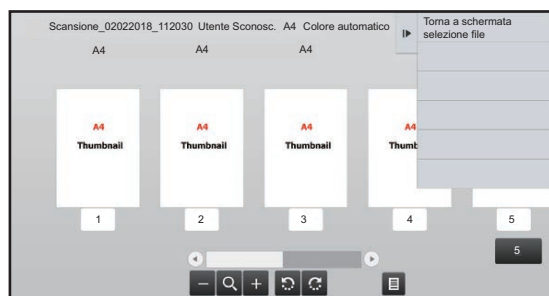 Scansione_02022018_112030 Utente Sconosc. A4 Colore automatico
Torna a schermata
selezione file
A4 A4 A4
A4 A4 A4 A4
Thumbnail Thumbnail Thumbnail Thumb
1 2 3 4 5
5